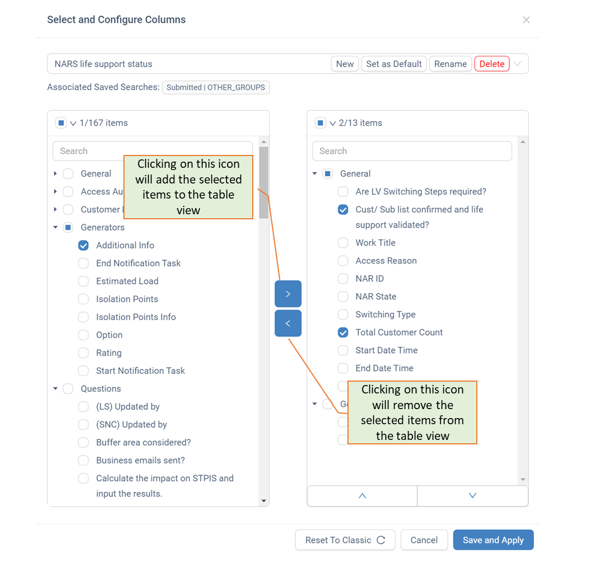 Select and Configure Columns
NARS life support status
New
Set as Default
Rename
Delete
Associated Saved Searches:
Submitted | OTHER_GROUPS
1/167 items
Search
General
Access Au
Customer
Generators
Additional Info
End Notification Task
Estimated Load
Isolation Points
Isolation Points Info
Option
Rating
Start Notification Task
Questions
(LS) Updated by
(SNC) Updated by
Buffer area considered?
Business emails sent?
Calculate the impact on STPIS and
input the results.
Clicking on this icon
will add the selected
items to the table
view
2/13 items
Search
General
Are LV Switching Steps required?
Cust/ Sub list confirmed and life
support validated?
Work Title
Access Reason
NAR ID
NAR State
Switching Type
Total Customer Count
Start Date Time
End Date Time
Clicking on this icon
will remove the
selected items from
the table view
Reset To Classic
Cancel
Save and Apply